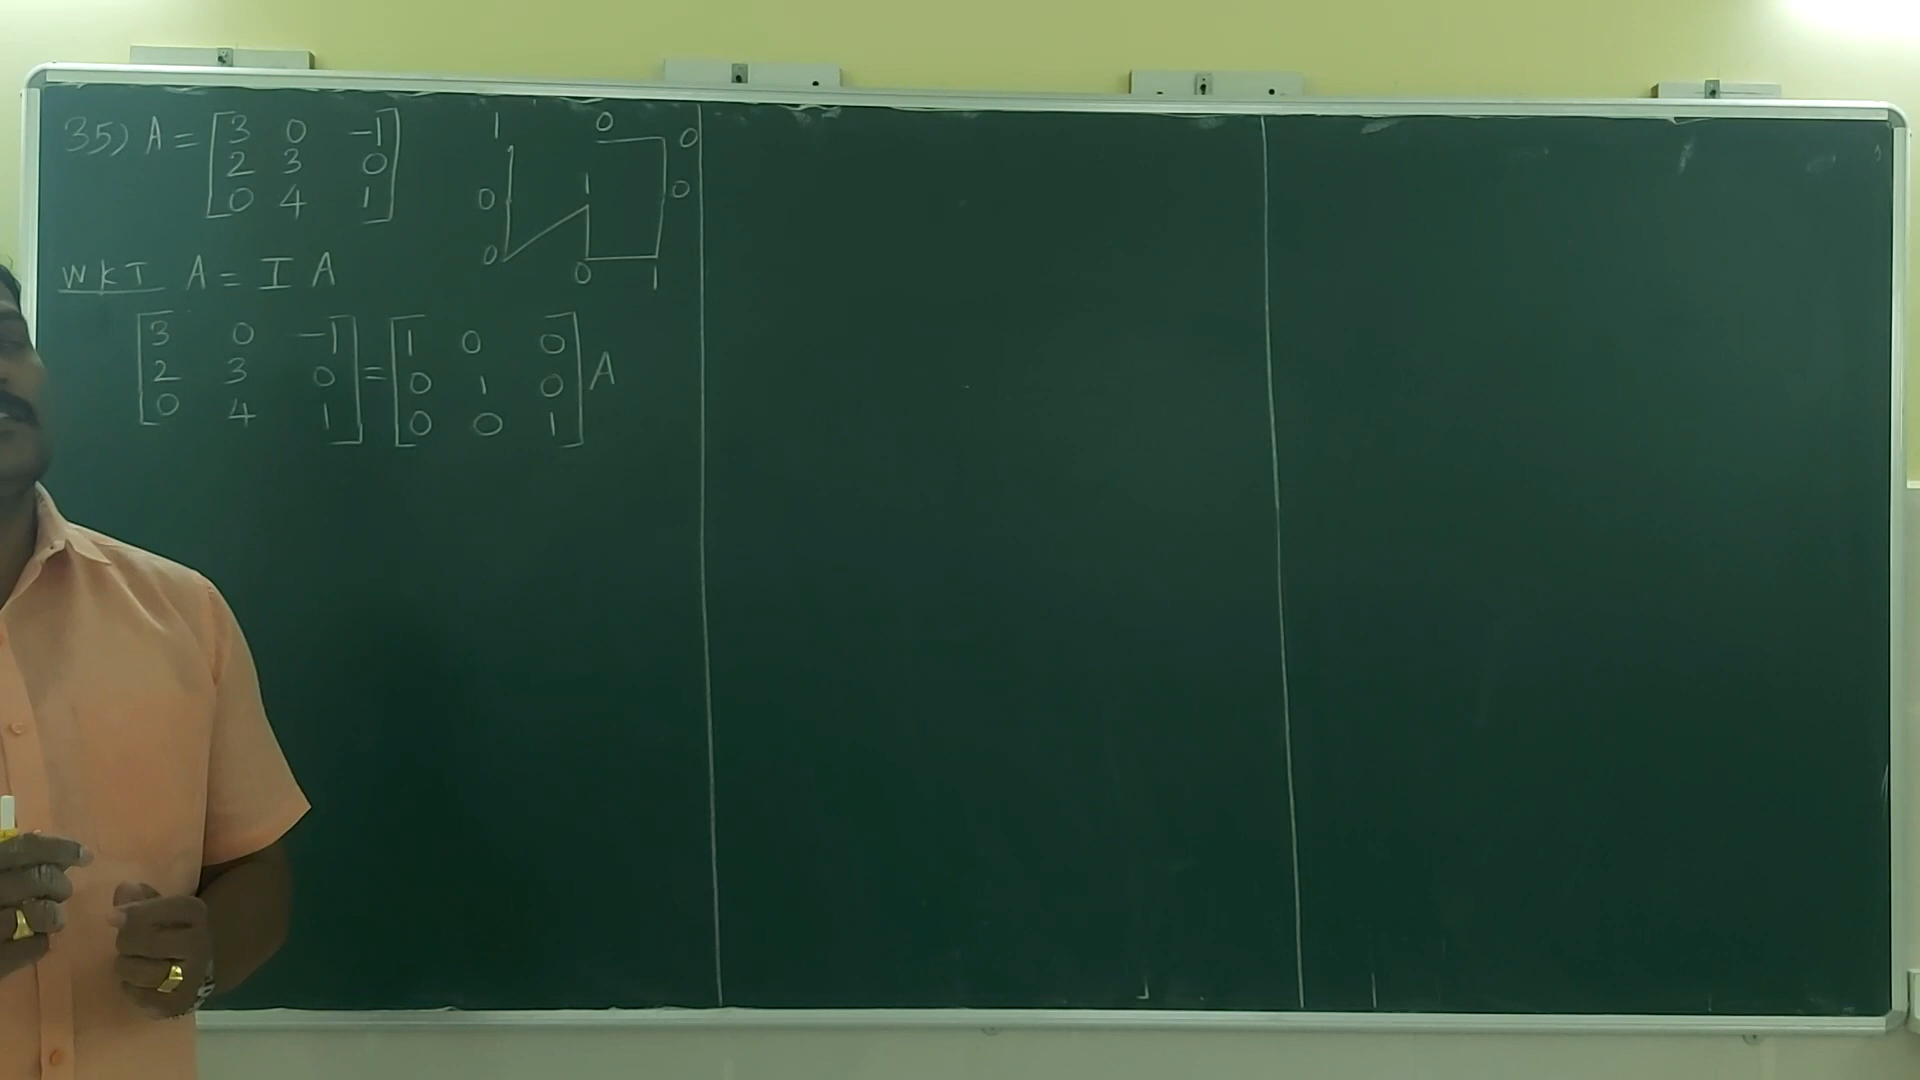 35) A = [3 0 -1
2 3 0
0 4 1]
1 0 0
0 1 0
0 0 1
WKT A = I A
[3 0 -1
2 3 0
0 4 1] = [1 0 0
0 1 0
0 0 1] A